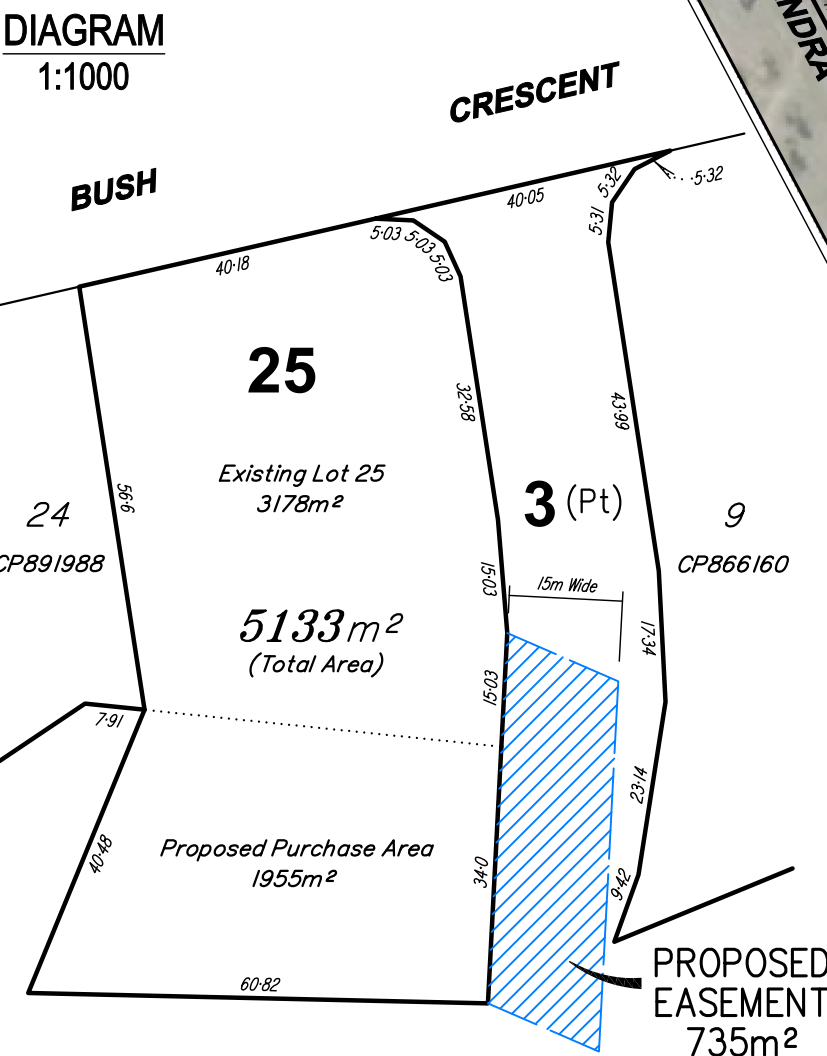 DIAGRAM
1:1000
NDRA
CRESCENT
BUSH
5·32
5·32
40·05
5·31
5·03
5·03
5·03
40·18
25
32·58
43·99
Existing Lot 25
3178m²
56·6
24
CP891988
3 (Pt)
9
CP866160
15·03
15m Wide
5133m²
(Total Area)
17·34
15·03
7·91
23·14
40·48
Proposed Purchase Area
1955m²
34·0
9·42
60·82
PROPOSED
EASEMENT
735m²